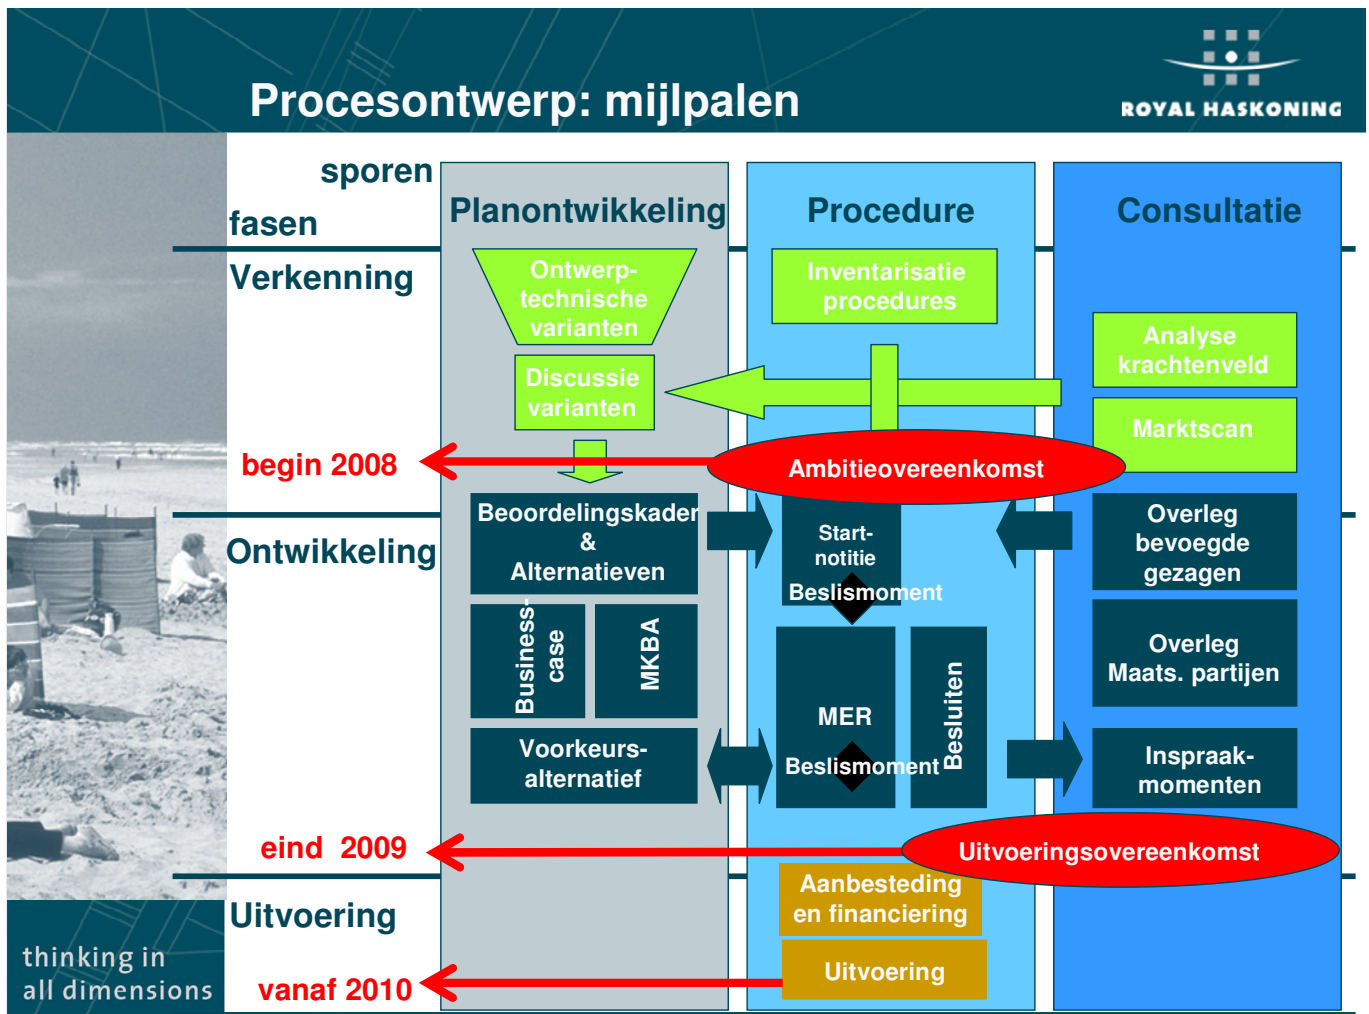 Procesontwerp: mijlpalen
ROYAL HASKONING
sporen
fasen
Planontwikkeling
Procedure
Consultatie
Verkenning
Ontwerp-
technische
varianten
Inventarisatie
procedures
Analyse
krachtenveld
Discussie
varianten
Marktscan
begin 2008
Ambitieovereenkomst
Ontwikkeling
Beoordelingskader
&
Alternatieven
Start-
notitie
Beslismoment
Overleg
bevoegde
gezagen
Business-
case
MKBA
MER
Beslismoment
Besluiten
Overleg
Maats. partijen
Voorkeurs-
alternatief
Inspraak-
momenten
eind 2009
Uitvoeringsovereenkomst
Uitvoering
Aanbesteding
en financiering
Uitvoering
vanaf 2010
thinking in
all dimensions